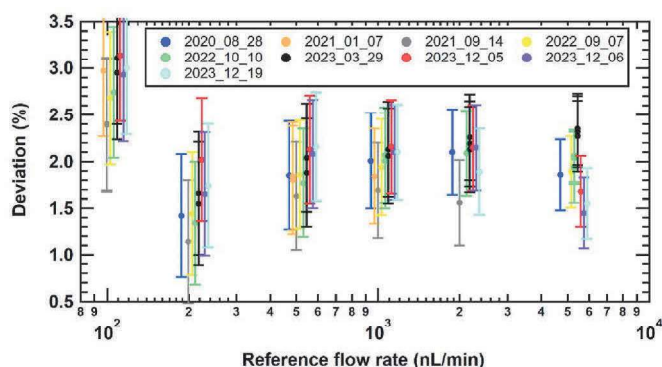 3.5
3.0
2.5
2.0
1.5
1.0
0.5
Deviation (%)
2020_08_28 2021_01_07 2021_09_14 2022_09_07
2022_10_10 2023_03_29 2023_12_05 2023_12_06
2023_12_19
8 9 2 3 4 5 6 7 8 9 2 3 4 5 6 7 8 9
10² 10³ 10⁴
Reference flow rate (nL/min)